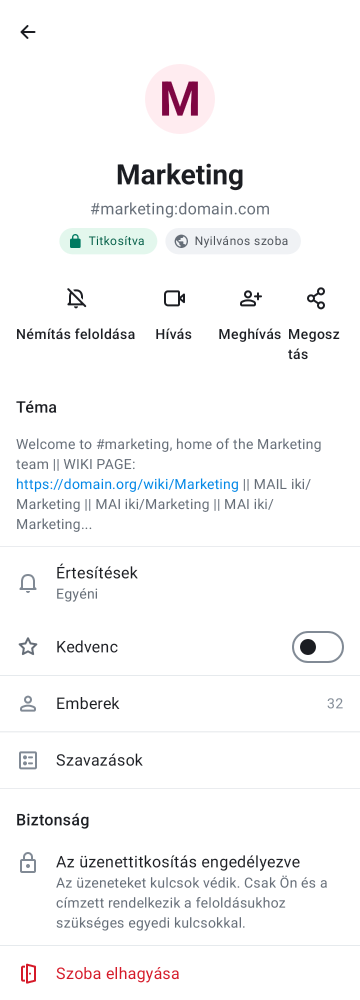 M
Marketing
#marketing:domain.com
Titkosítva Nyilvános szoba
Némítás feloldása Hívás Meghívás Megosz
tás
Téma
Welcome to #marketing, home of the Marketing
team || WIKI PAGE:
https://domain.org/wiki/Marketing || MAIL iki/
Marketing || MAI iki/Marketing || MAI iki/
Marketing...
Értesítések
Egyéni
Kedvenc
Emberek 32
Szavazások
Biztonság
Az üzenettitkosítás engedélyezve
Az üzeneteket kulcsok védik. Csak Ön és a
címzett rendelkezik a feloldásukhoz
szükséges egyedi kulcsokkal.
Szoba elhagyása